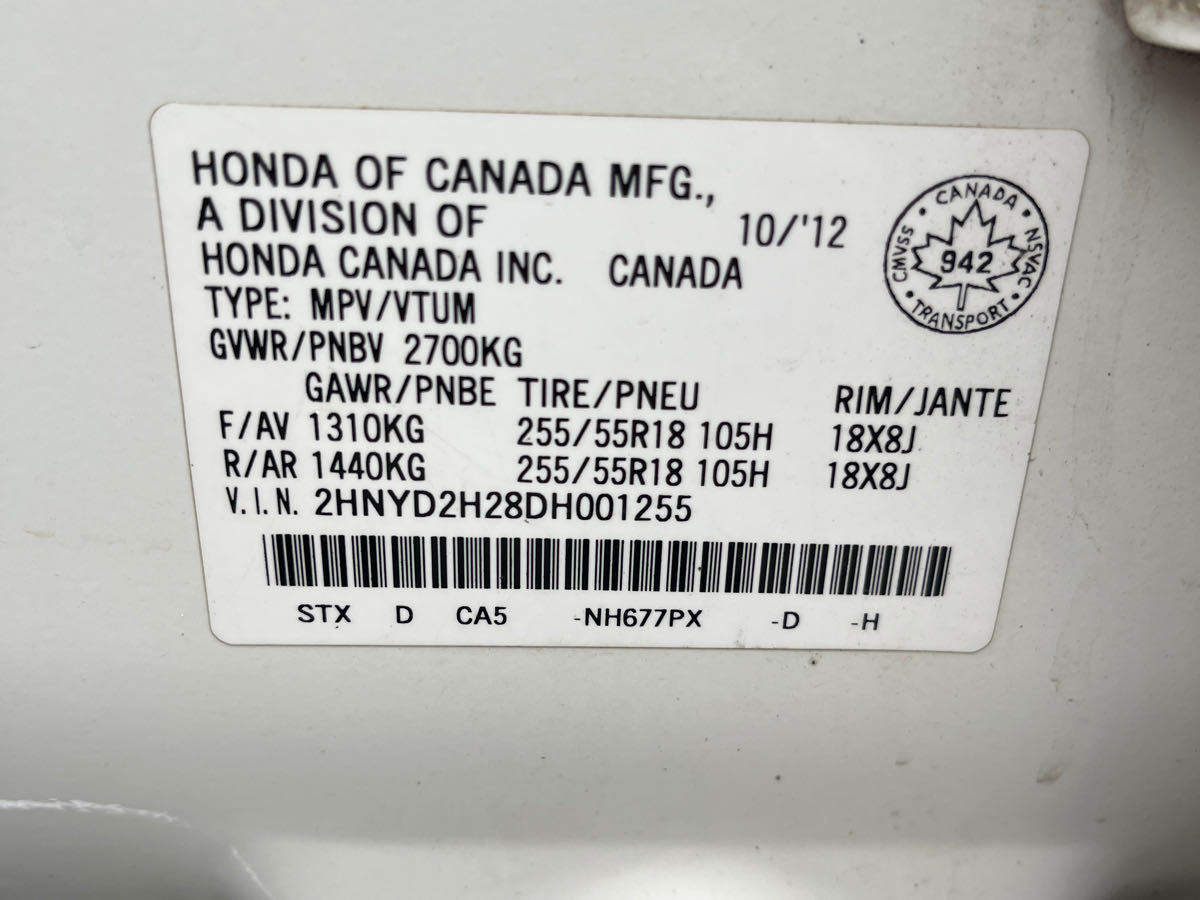 HONDA OF CANADA MFG.,
A DIVISION OF 10/'12
HONDA CANADA INC. CANADA
TYPE: MPV/VTUM
GVWR/PNBV 2700KG
GAWR/PNBE TIRE/PNEU RIM/JANTE
F/AV 1310KG 255/55R18 105H 18X8J
R/AR 1440KG 255/55R18 105H 18X8J
V.I.N. 2HNYD2H28DH001255
STX D CA5 -NH677PX -D -H
CANADA
CMVSS 942 NSVAC
TRANSPORT